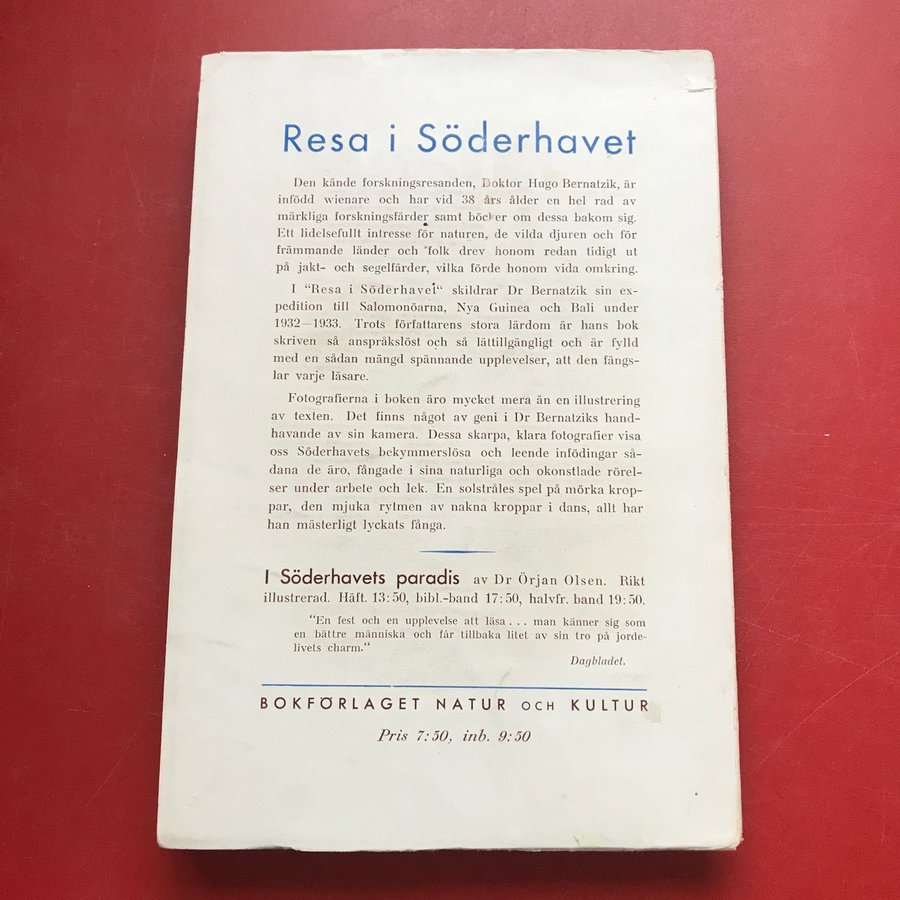 Resa i Söderhavet
Den kände forskningsresanden, Doktor Hugo Bernatzik, är
infödd wienare och har vid 38 års ålder en hel rad av
märkliga forskningsfärder samt böcker om dessa bakom sig.
Ett lidelsefullt intresse för naturen, de vilda djuren och för
främmande länder och folk drev honom redan tidigt ut
på jakt- och segelfärder, vilka förde honom vida omkring.
I "Resa i Söderhavet" skildrar Dr Bernatzik sin ex-
pedition till Salomonöarna, Nya Guinea och Bali under
1932—1933. Trots författarens stora lärdom är hans bok
skriven så anspråkslöst och så lättillgängligt och är fylld
med en sådan mängd spännande upplevelser, att den fängs-
lar varje läsare.
Fotografierna i boken äro mycket mera än en illustrering
av texten. Det finns något av geni i Dr Bernatziks hand-
havande av sin kamera. Dessa skarpa, klara fotografier visa
oss Söderhavets bekymmerslösa och leende infödingar så-
dana de äro, fångade i sina naturliga och okonstlade rörel-
ser under arbete och lek. En solstråles spel på mörka krop-
par, den mjuka rytmen av nakna kroppar i dans, allt har
han mästerligt lyckats fånga.
I Söderhavets paradis av Dr Örjan Olsen. Rikt
illustrerad. Häft. 13:50, bibl.-band 17:50, halvfr. band 19:50.
"En fest och en upplevelse att läsa . . . man känner sig som
en bättre människa och får tillbaka litet av sin tro på jorde-
livets charm."
Dagbladet.
BOKFÖRLAGET NATUR OCH KULTUR
Pris 7:50, inb. 9:50